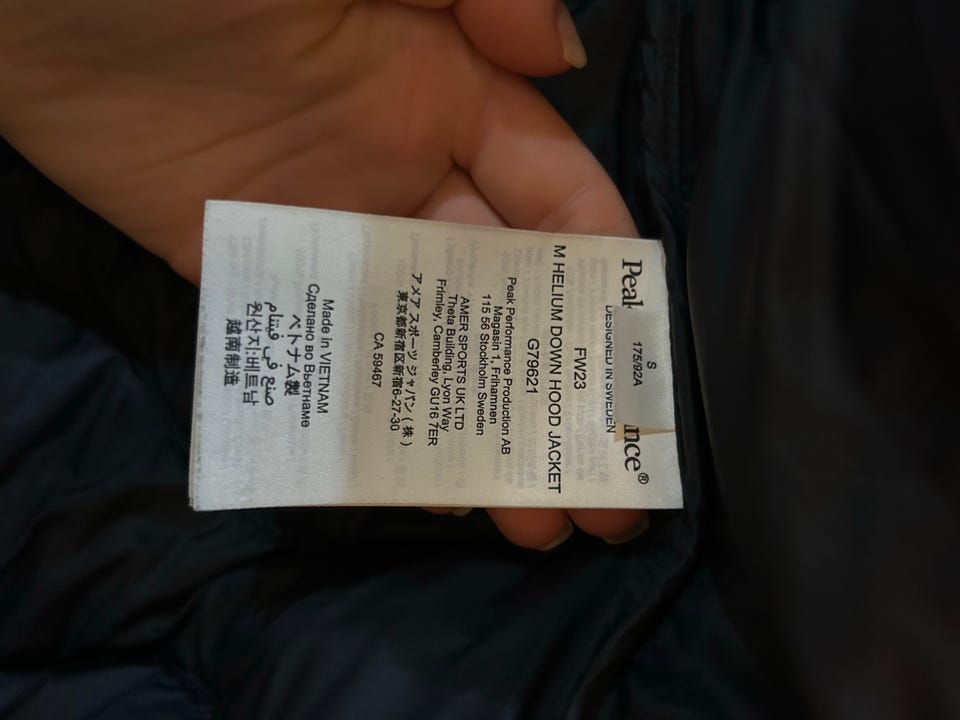 S
175/92A
Peak nce®
DESIGNED IN SWEDEN
FW23
M HELIUM DOWN HOOD JACKET
G79621
Peak Performance Production AB
Magasin 1, Frihamnen
115 56 Stockholm Sweden
AMER SPORTS UK LTD
Theta Building, Lyon Way
Frimley, Camberley GU16 7ER
アメア スポーツ ジャパン ( 株 )
東京都新宿区新宿6-27-30
CA 59467
Made in VIETNAM
Сделано во Вьетнаме
ベトナム製
صنع في فيتنام
원산지:베트남
越南制造